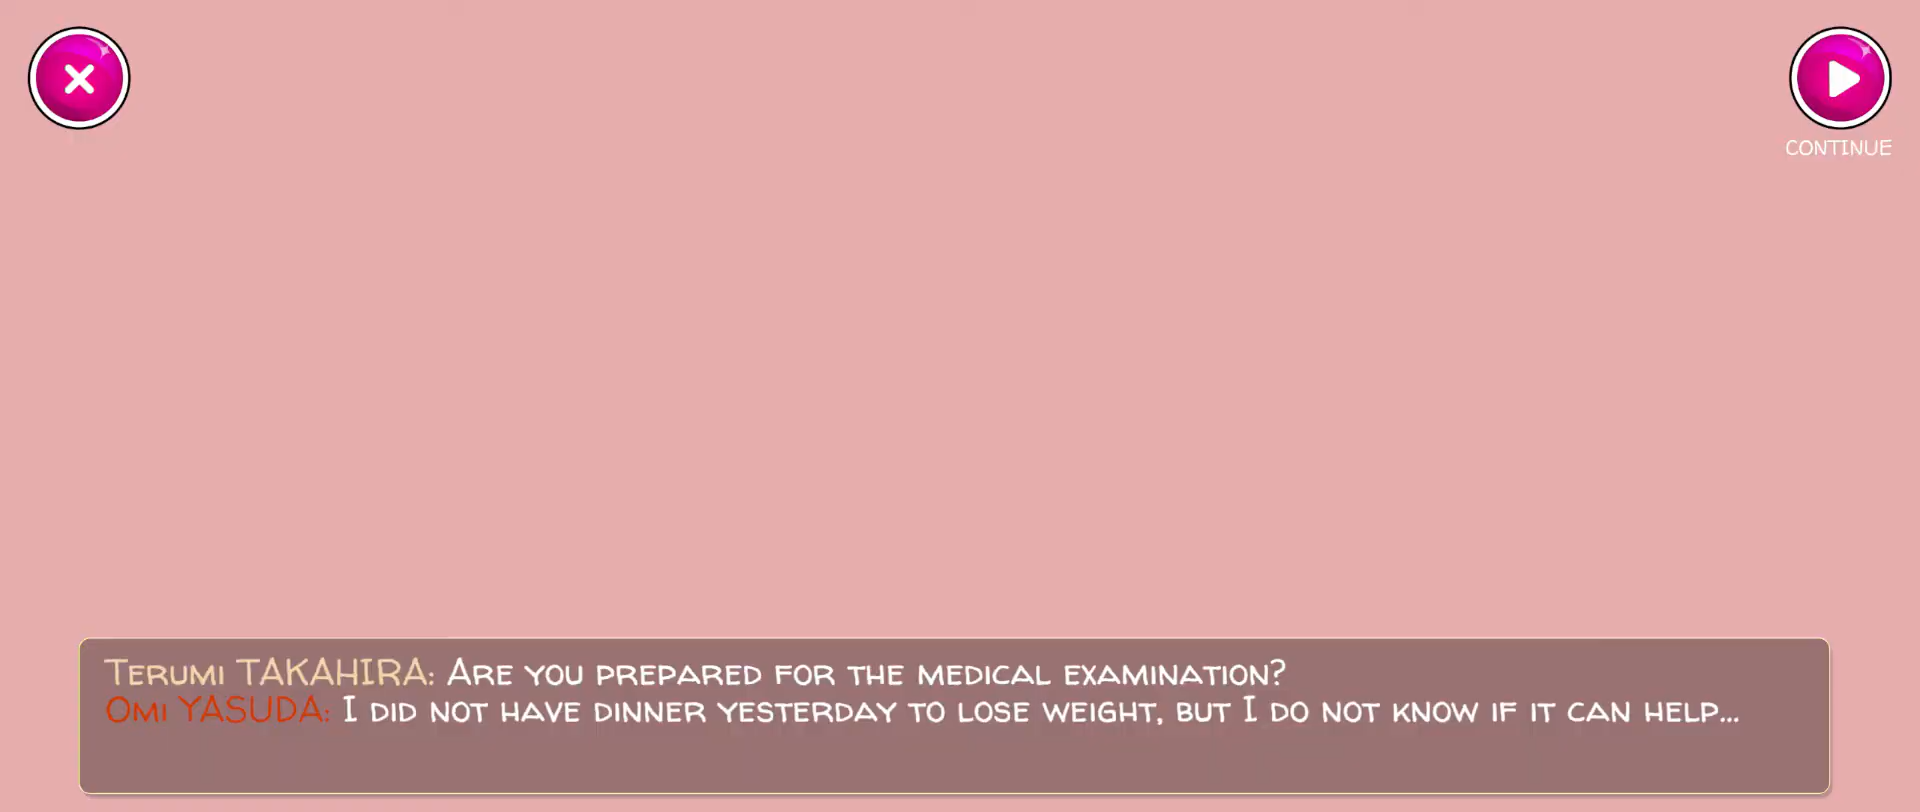 CONTINUE
Terumi TAKAHIRA: Are you prepared for the medical examination?
Omi YASUDA: I did not have dinner yesterday to lose weight, but I do not know if it can help...